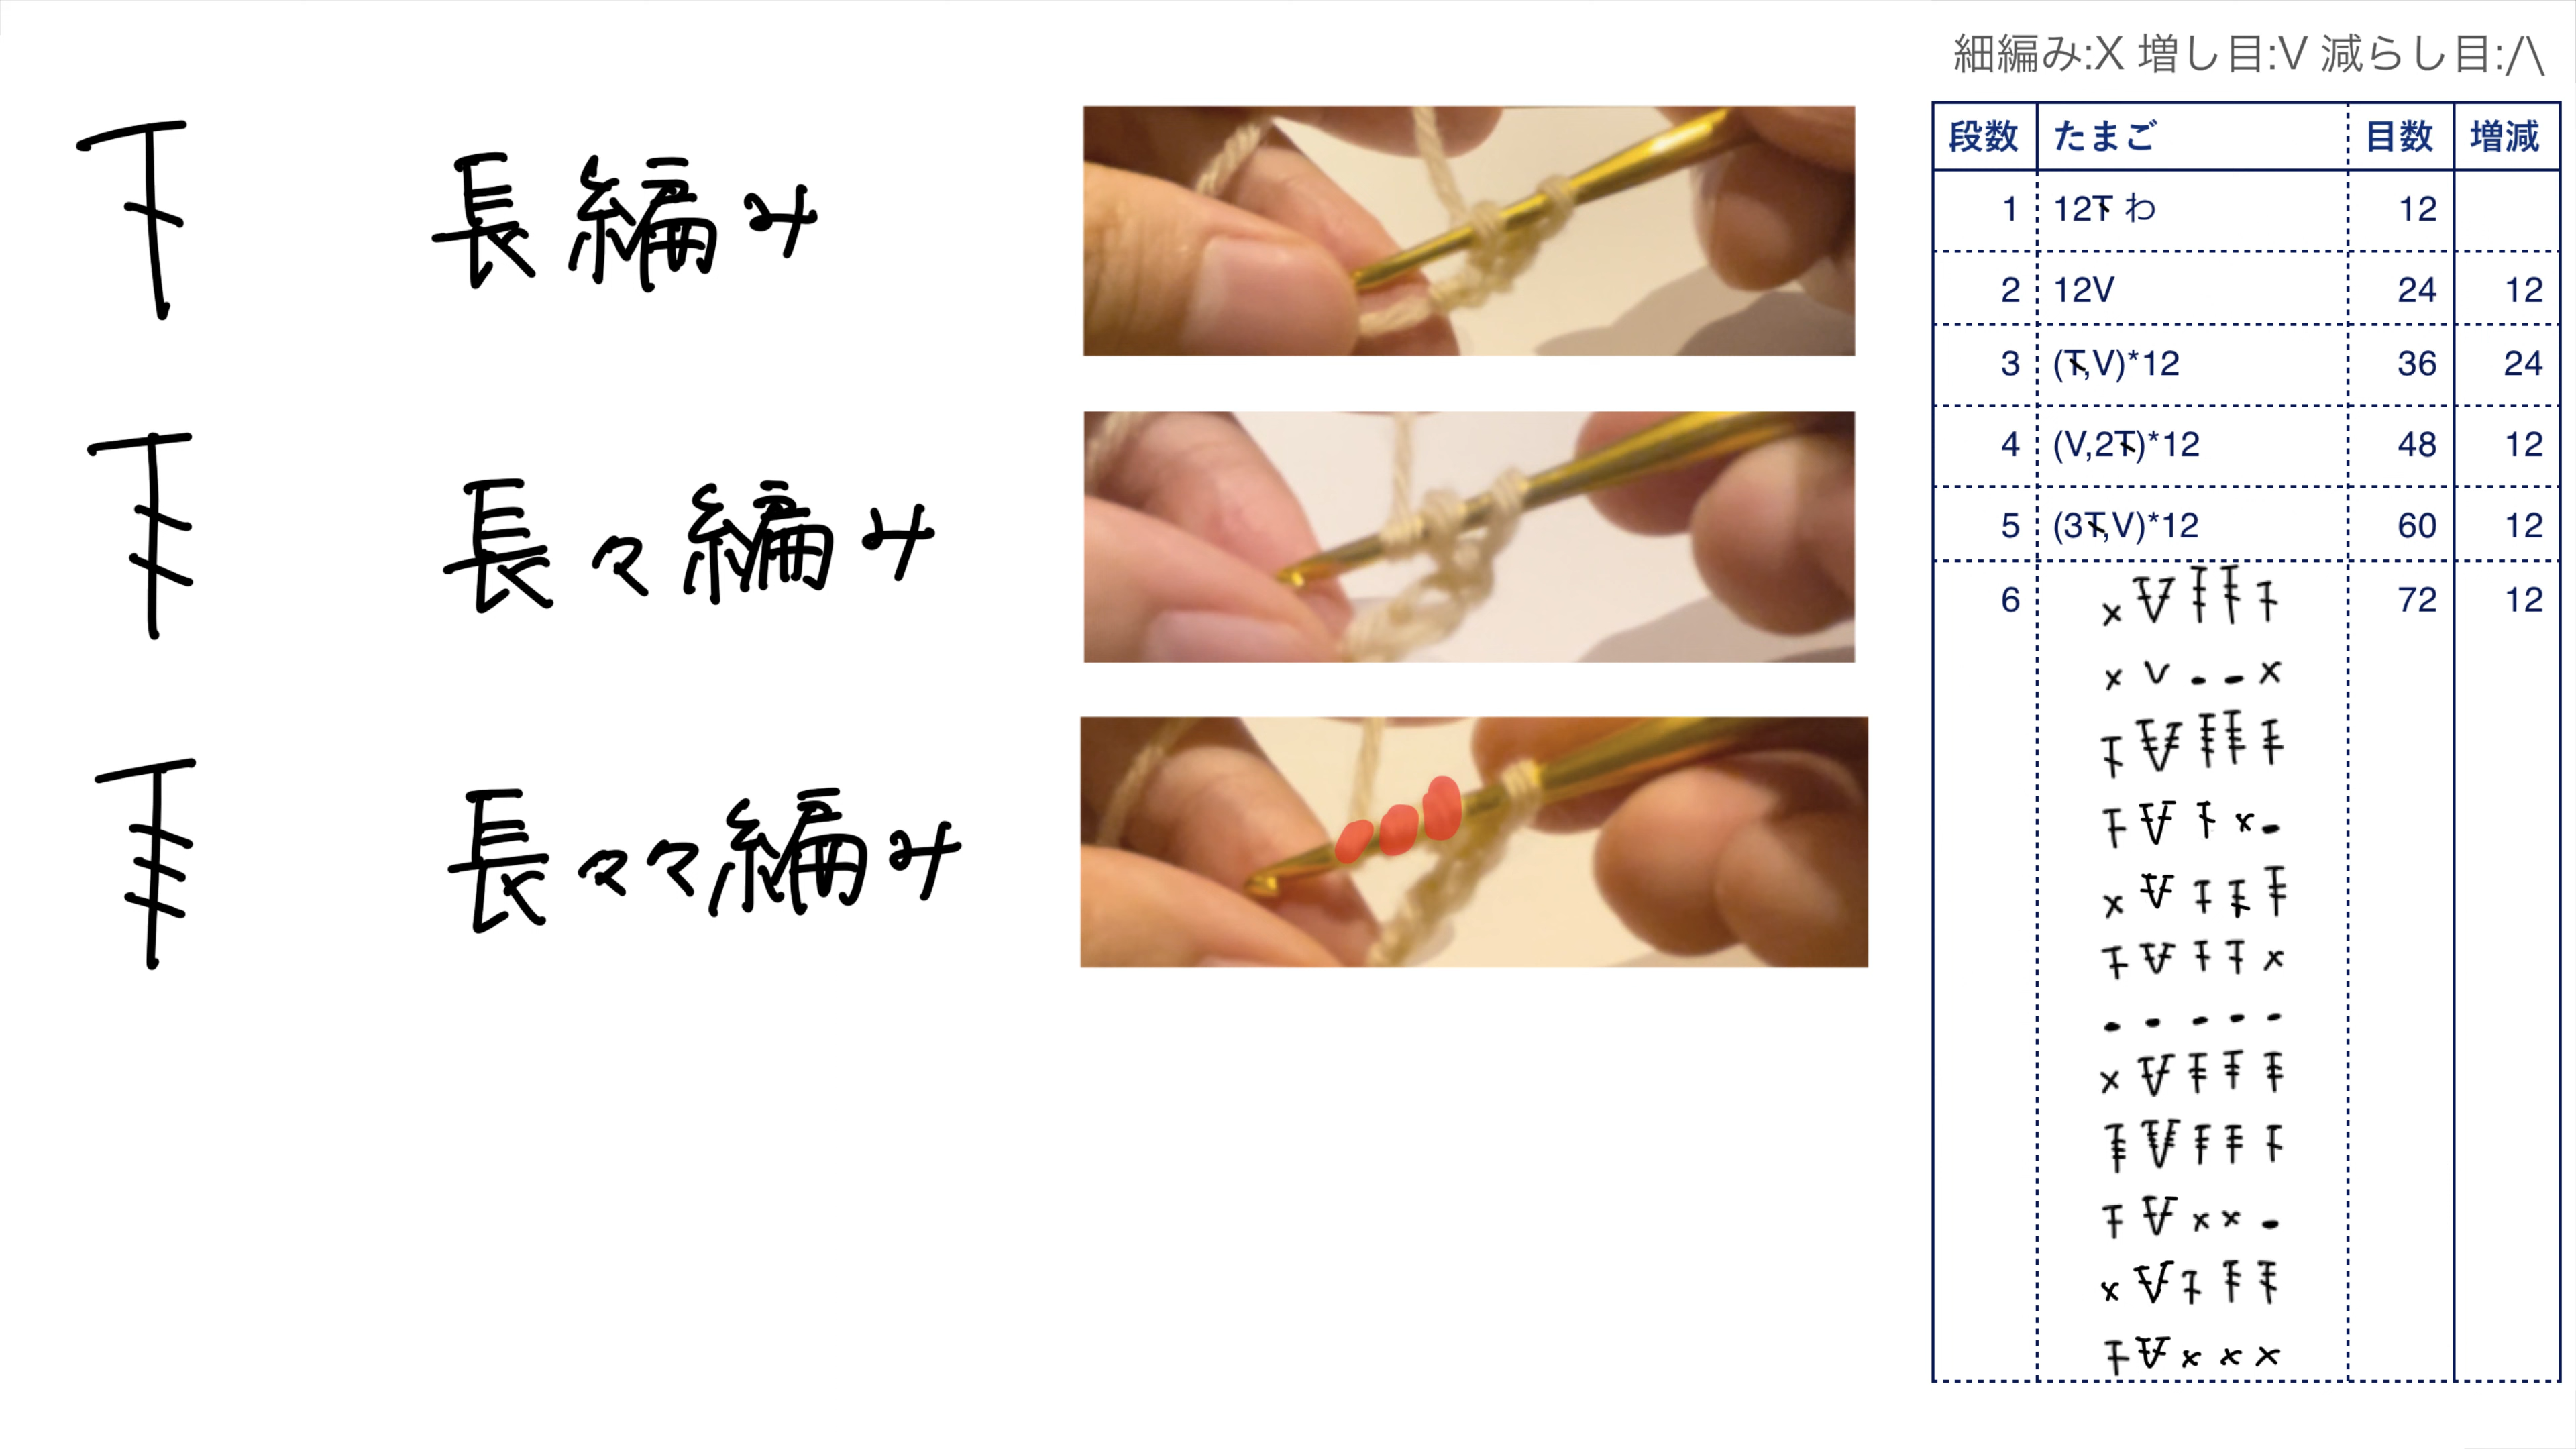 長編み
長々編み
長々々編み
細編み:X 増し目:V 減らし目:/\
段数 たまご 目数 増減
1 12T わ 12
2 12V 24 12
3 (T,V)*12 36 24
4 (V,2T)*12 48 12
5 (3T,V)*12 60 12
6 72 12